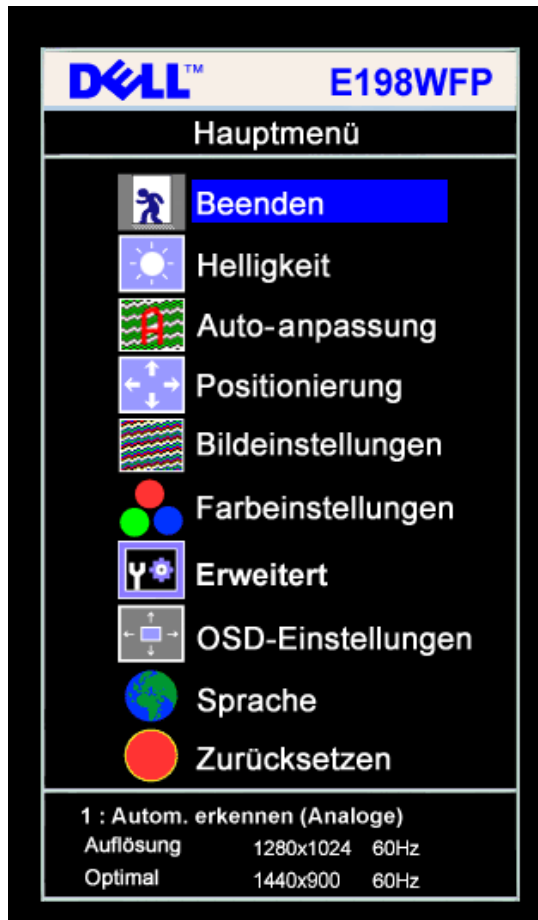 DELL™ E198WFP
Hauptmenü
Beenden
Helligkeit
A
Auto-anpassung
Positionierung
Bildeinstellungen
Farbeinstellungen
Erweitert
OSD-Einstellungen
Sprache
Zurücksetzen
1 : Autom. erkennen (Analoge)
Auflösung 1280x1024 60Hz
Optimal 1440x900 60Hz